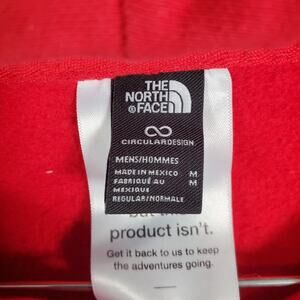 THE
NORTH
FACE
CIRCULARDESIGN
MENS/HOMMES
MADE IN MEXICO M
FABRIQUÉ AU M
MEXIQUE
REGULAR/NORMALE
but
product isn't.
Get it back to us to keep
the adventures going.